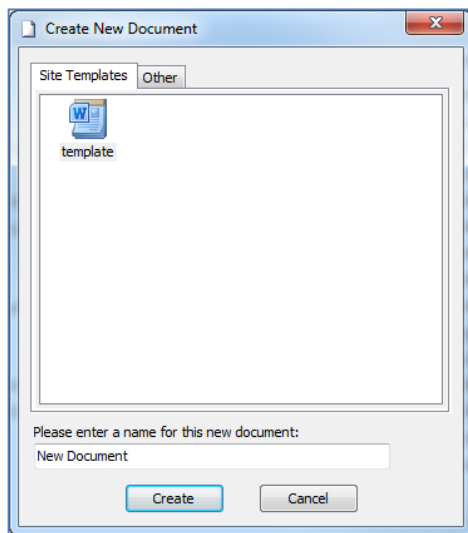 Create New Document
Site Templates Other
template
Please enter a name for this new document:
New Document
Create Cancel